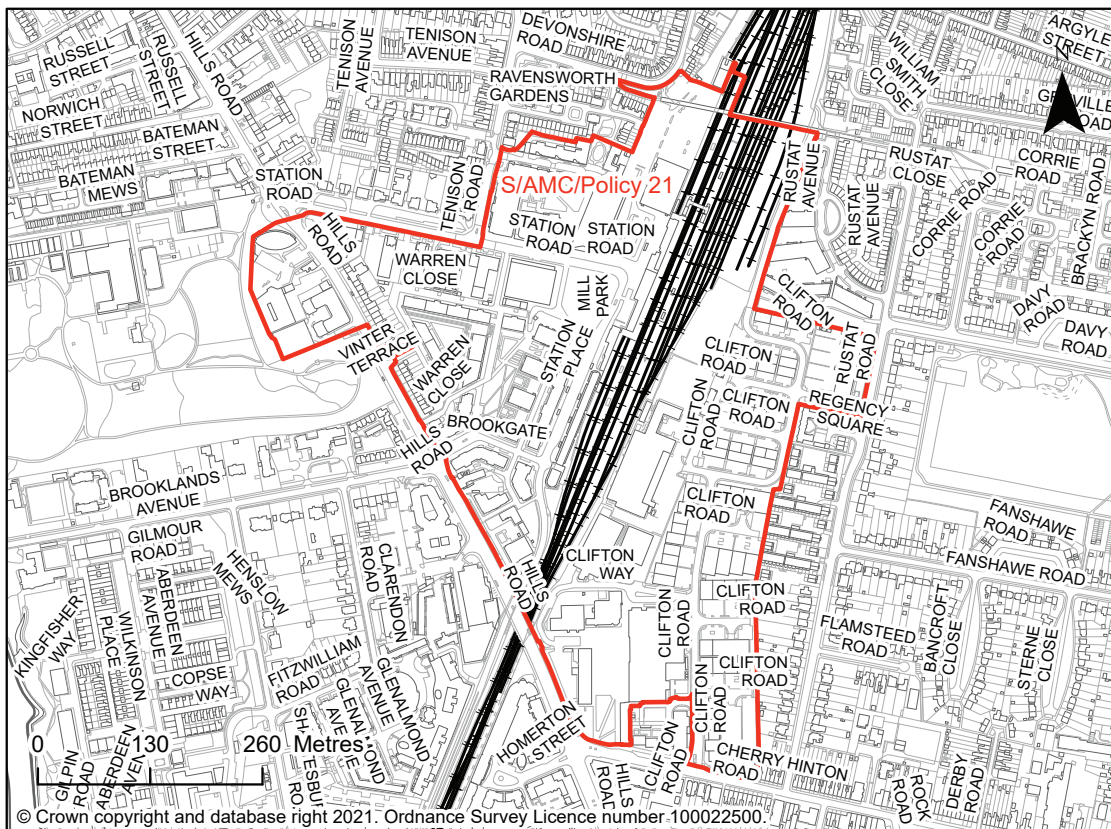 RUSSELL
STREET
RUSSELL
STREET
HILLS ROAD
TENISON
AVENUE
TENISON
AVENUE
DEVONSHIRE
ROAD
ARGYLE
STREET
WILLIAM
SMITH
CLOSE
NORWICH
STREET
BATEMAN
STREET
BATEMAN
MEWS
RAVENSWORTH
GARDENS
ROAD
CORRIE
ROAD
RUSTAT
CLOSE
RUSTAT
AVENUE
RUSTAT
AVENUE
CORRIE ROAD
CORRIE
ROAD
BRACKYN ROAD
STATION
ROAD
TENISON
ROAD
S/AMC/Policy 21
STATION
ROAD
STATION
ROAD
HILLS
ROAD
WARREN
CLOSE
MILL
PARK
STATION
PLACE
VINTER
TERRACE
WARREN
CLOSE
CLIFTON
ROAD
RUSTAT
ROAD
DAVY
ROAD
DAVY
ROAD
CLIFTON
ROAD
CLIFTON
ROAD
CLIFTON
ROAD
REGENCY
SQUARE
BROOKGATE
HILLS
ROAD
BROOKLANDS
AVENUE
GILMOUR
ROAD
HENSLOW
MEWS
ABERDEEN
AVENUE
WILKINSON
PLACE
KINGFISHER
WAY
CLARENDON
ROAD
HILLS
ROAD
CLIFTON
WAY
CLIFTON
ROAD
FANSHAWE
ROAD
FANSHAWE ROAD
CLIFTON
ROAD
CLIFTON
ROAD
FLAMSTEED
ROAD
BANCROFT
CLOSE
STERNE
CLOSE
COPSE
WAY
FITZWILLIAM
ROAD
GLENALMOND
AVENUE
GLENALMOND
AVENUE
CLIFTON
ROAD
CLIFTON
ROAD
HOMERTON
STREET
HILLS
ROAD
CLIFTON
ROAD
CHERRY HINTON
ROAD
ROCK
ROAD
DERBY
ROAD
GILPIN
ROAD
ABERDEEN
0 130 260 Metres
© Crown copyright and database right 2021. Ordnance Survey Licence number 100022500.